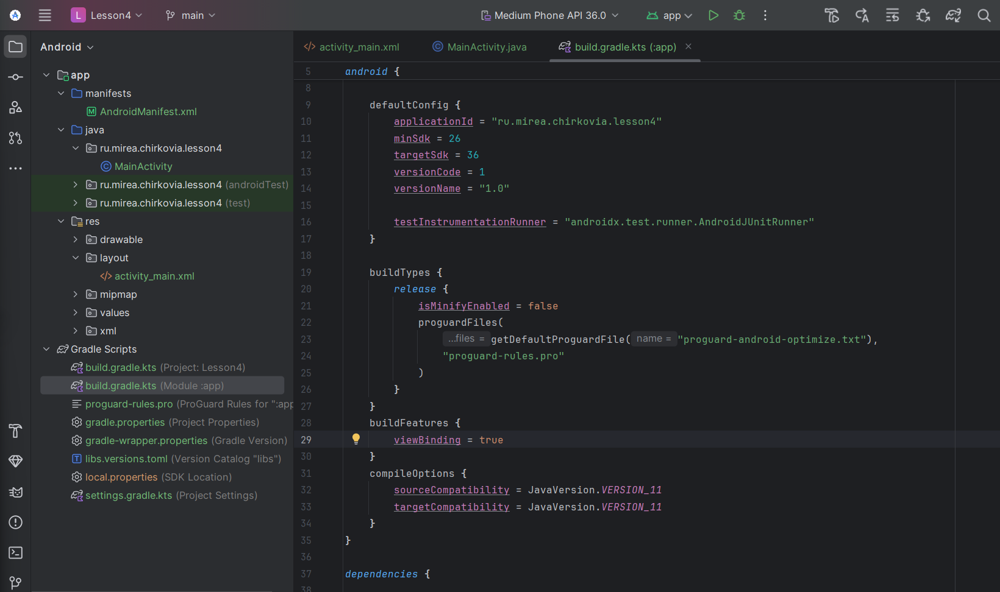 L Lesson4 main Medium Phone API 36.0 app
Android
app
manifests
AndroidManifest.xml
java
ru.mirea.chirkovia.lesson4
MainActivity
ru.mirea.chirkovia.lesson4 (androidTest)
ru.mirea.chirkovia.lesson4 (test)
res
drawable
layout
activity_main.xml
mipmap
values
xml
Gradle Scripts
build.gradle.kts (Project: Lesson4)
build.gradle.kts (Module :app)
proguard-rules.pro (ProGuard Rules for ":app
gradle.properties (Project Properties)
gradle-wrapper.properties (Gradle Version)
libs.versions.toml (Version Catalog "libs")
local.properties (SDK Location)
settings.gradle.kts (Project Settings)
activity_main.xml MainActivity.java build.gradle.kts (:app)
5 android {
8
9 defaultConfig {
10 applicationId = "ru.mirea.chirkovia.lesson4"
11 minSdk = 26
12 targetSdk = 36
13 versionCode = 1
14 versionName = "1.0"
15
16 testInstrumentationRunner = "androidx.test.runner.AndroidJUnitRunner"
17 }
18
19 buildTypes {
20 release {
21 isMinifyEnabled = false
22 proguardFiles(
23 ...files = getDefaultProguardFile( name = "proguard-android-optimize.txt"),
24 "proguard-rules.pro"
25 )
26 }
27 }
28 buildFeatures {
29 viewBinding = true
30 }
31 compileOptions {
32 sourceCompatibility = JavaVersion.VERSION_11
33 targetCompatibility = JavaVersion.VERSION_11
34 }
35 }
36
37 dependencies {
38